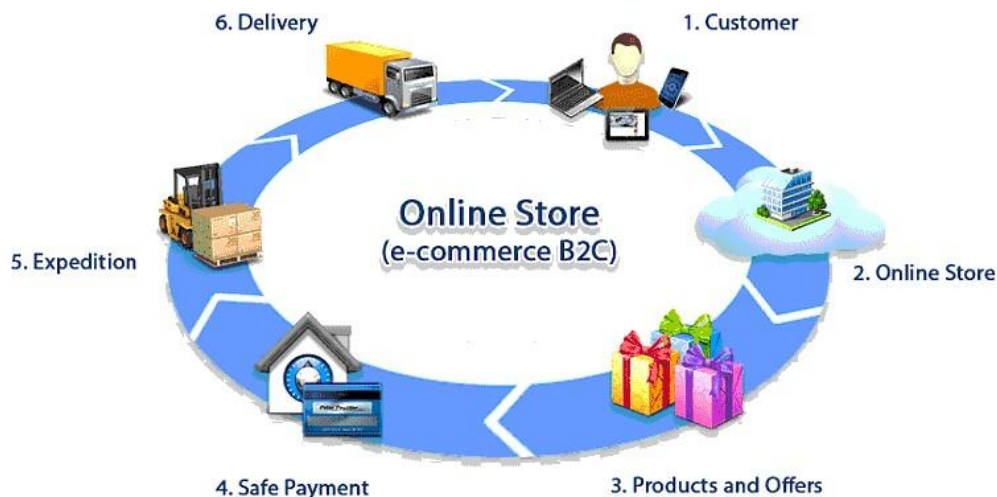 6. Delivery
1. Customer
Online Store
(e-commerce B2C)
5. Expedition
2. Online Store
4. Safe Payment
3. Products and Offers